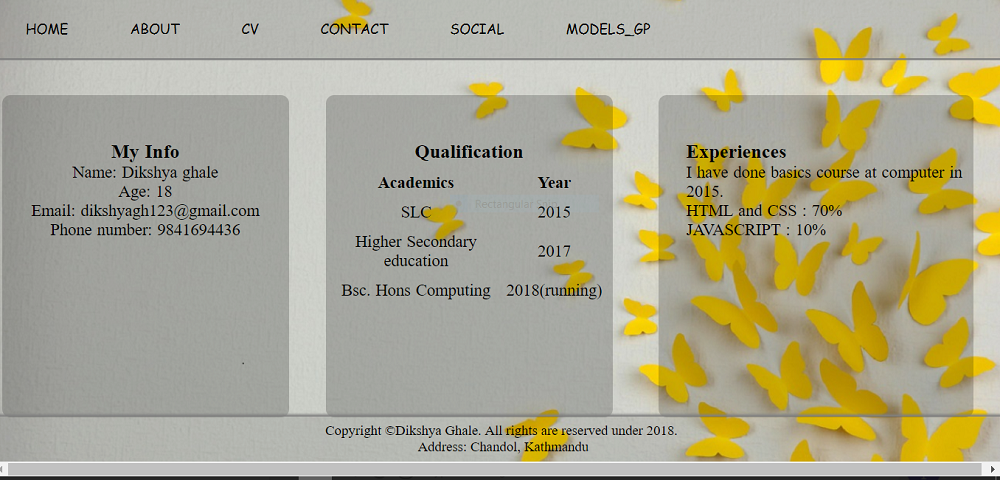 HOME ABOUT CV CONTACT SOCIAL MODELS_GP
My Info
Name: Dikshya ghale
Age: 18
Email: dikshyagh123@gmail.com
Phone number: 9841694436
Qualification
Academics Year
SLC 2015
Higher Secondary
education 2017
Bsc. Hons Computing 2018(running)
Rectangular Snip
Experiences
I have done basics course at computer in
2015.
HTML and CSS : 70%
JAVASCRIPT : 10%
Copyright ©Dikshya Ghale. All rights are reserved under 2018.
Address: Chandol, Kathmandu